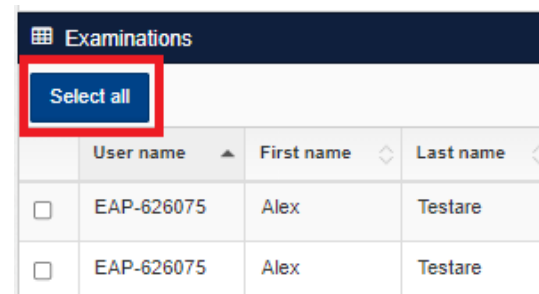 Examinations
Select all
User name First name Last name
EAP-626075 Alex Testare
EAP-626075 Alex Testare